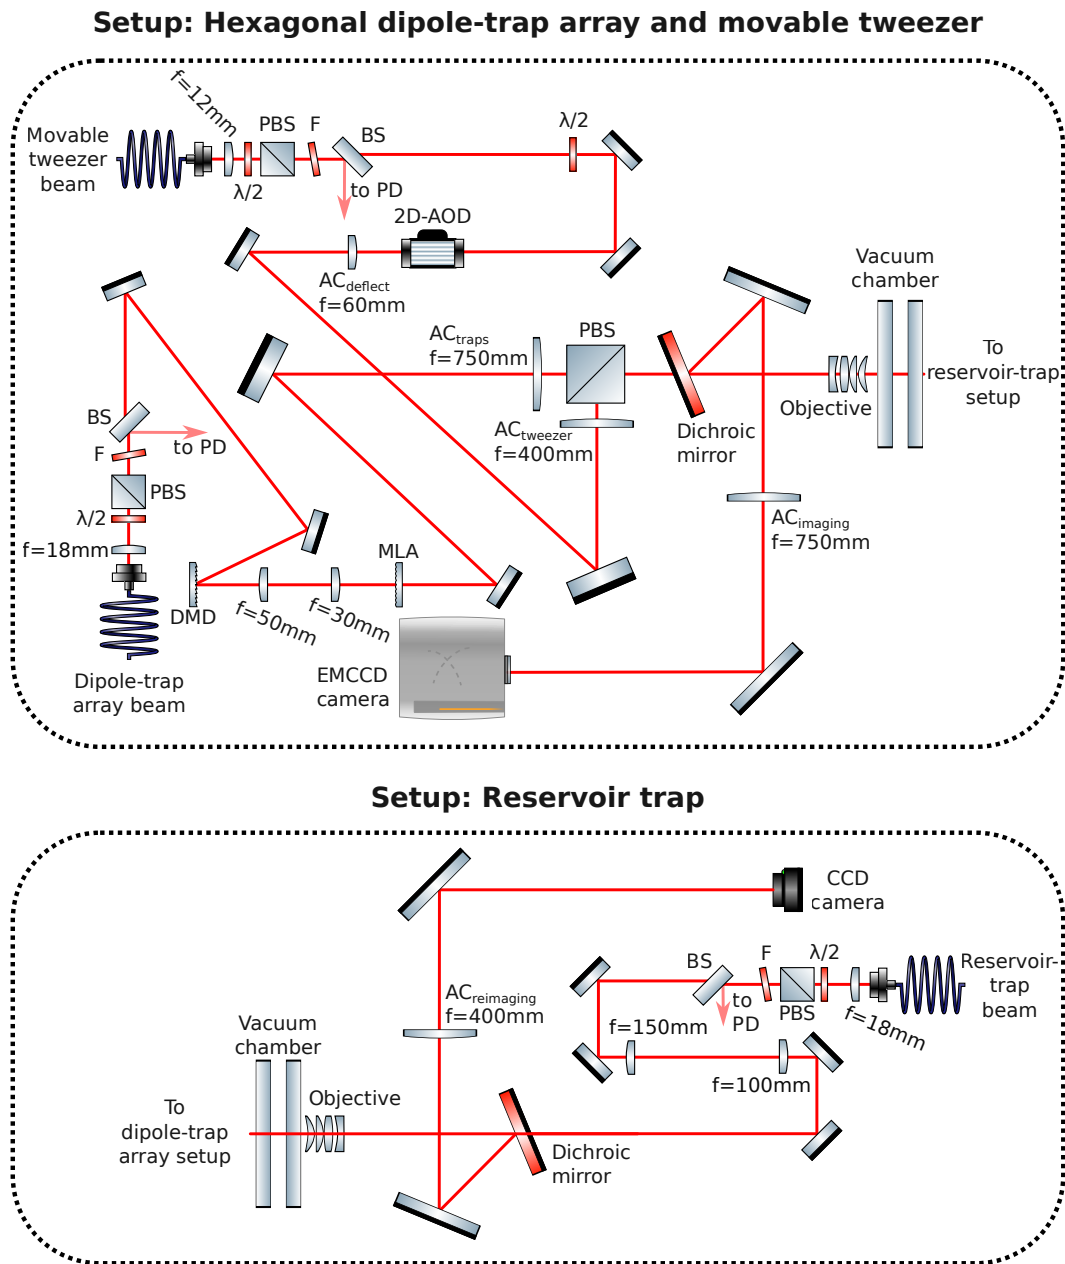 Setup: Hexagonal dipole-trap array and movable tweezer
f=12mm
Movable
tweezer
beam
PBS
F
BS
λ/2
λ/2
to PD
2D-AOD
AC_deflect
f=60mm
Vacuum
chamber
AC_traps
f=750mm
PBS
To
reservoir-trap
setup
Objective
BS
to PD
F
AC_tweezer
f=400mm
Dichroic
mirror
PBS
λ/2
f=18mm
AC_imaging
f=750mm
MLA
DMD
f=50mm
f=30mm
EMCCD
camera
Dipole-trap
array beam
Setup: Reservoir trap
CCD
camera
BS
F
λ/2
Reservoir-
trap
beam
to
PD
PBS
f=18mm
AC_reimaging
f=400mm
f=150mm
Vacuum
chamber
f=100mm
Objective
To
dipole-trap
array setup
Dichroic
mirror